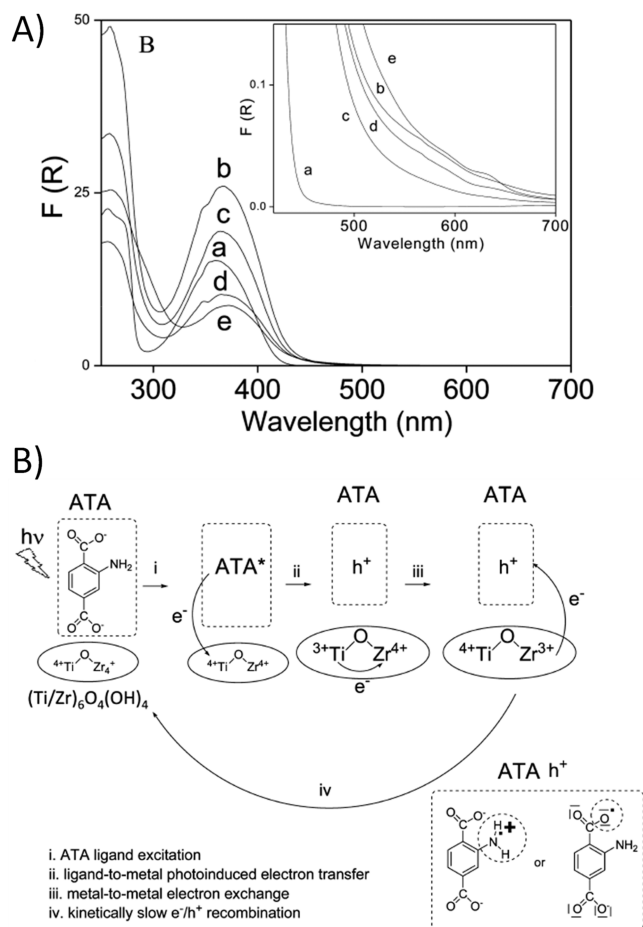 A)
B
50
25
0
F (R)
b
c
a
d
e
300 400 500 600 700
Wavelength (nm)
0.1
0.0
F (R)
e
b
c
d
a
500 600 700
Wavelength (nm)
B)
ATA
hν
O
O⁻
C
NH₂
C
O
O⁻
i
ATA*
e⁻
ii
ATA
h⁺
iii
ATA
h⁺
e⁻
⁴⁺Ti O Zr₄⁺
⁴⁺Ti O Zr⁴⁺
³⁺Ti O Zr⁴⁺
e⁻
⁴⁺Ti O Zr³⁺
(Ti/Zr)₆O₄(OH)₄
iv
ATA h⁺
O
C
O⁻
H
N
+
H
C
O
O⁻
or
O
C
O
NH₂
C
O
O
i. ATA ligand excitation
ii. ligand-to-metal photoinduced electron transfer
iii. metal-to-metal electron exchange
iv. kinetically slow e⁻/h⁺ recombination